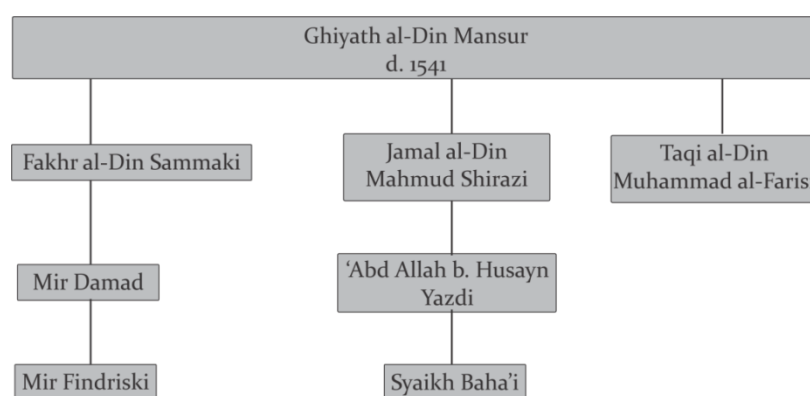 Ghiyath al-Din Mansur
d. 1541
Fakhr al-Din Sammaki
Jamal al-Din
Mahmud Shirazi
Taqi al-Din
Muhammad al-Faris
Mir Damad
‘Abd Allah b. Husayn
Yazdi
Mir Findriski
Syaikh Baha’i